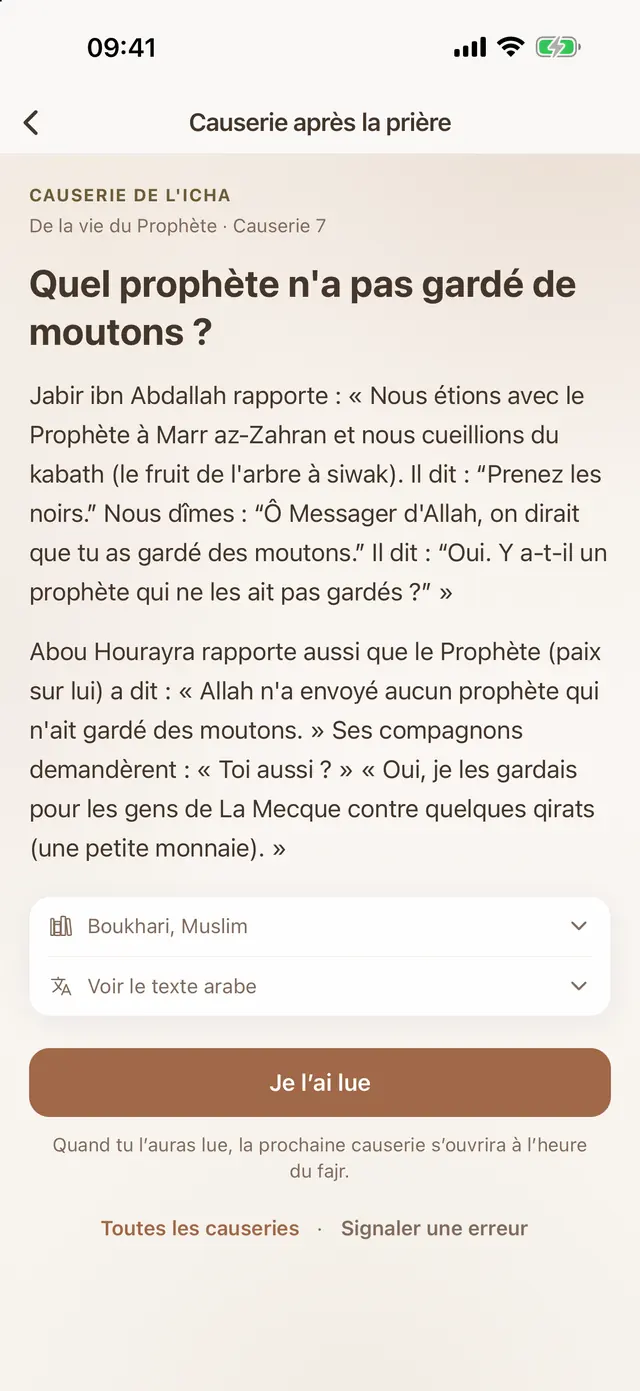 09:41
Causerie après la prière
CAUSERIE DE L'ICHA
De la vie du Prophète · Causerie 7
Quel prophète n'a pas gardé de
moutons ?
Jabir ibn Abdallah rapporte : « Nous étions avec le
Prophète à Marr az-Zahran et nous cueillions du
kabath (le fruit de l'arbre à siwak). Il dit : “Prenez les
noirs.” Nous dîmes : “Ô Messager d'Allah, on dirait
que tu as gardé des moutons.” Il dit : “Oui. Y a-t-il un
prophète qui ne les ait pas gardés ?” »
Abou Hourayra rapporte aussi que le Prophète (paix
sur lui) a dit : « Allah n'a envoyé aucun prophète qui
n'ait gardé des moutons. » Ses compagnons
demandèrent : « Toi aussi ? » « Oui, je les gardais
pour les gens de La Mecque contre quelques qirats
(une petite monnaie). »
Boukhari, Muslim
Voir le texte arabe
Je l’ai lue
Quand tu l’auras lue, la prochaine causerie s’ouvrira à l’heure
du fajr.
Toutes les causeries · Signaler une erreur